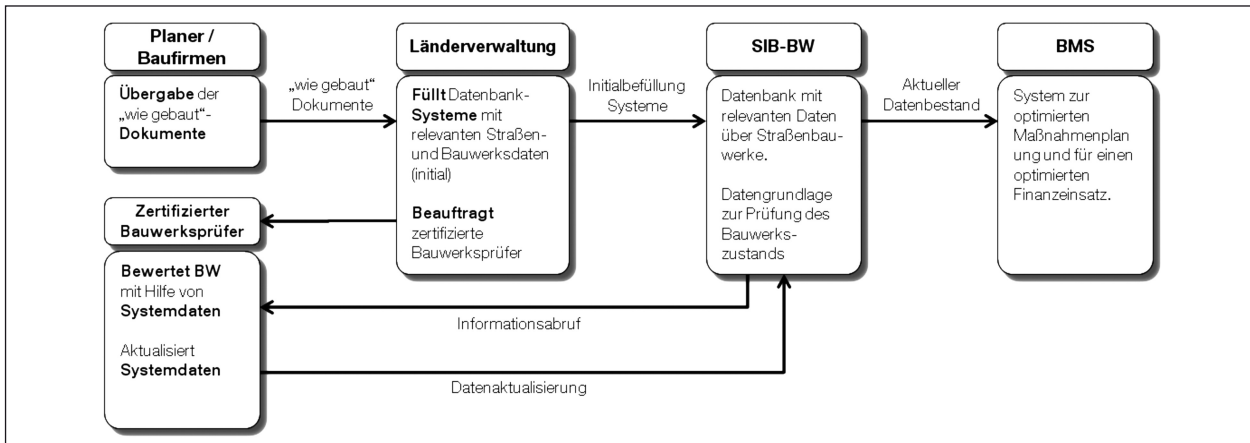 Planer /
Baufirmen
Übergabe der
„wie gebaut“-
Dokumente
„wie gebaut“
Dokumente
Länderverwaltung
Füllt Datenbank-
Systeme mit
relevanten Straßen-
und Bauwerksdaten
(initial)
Beauftragt
zertifizierte
Bauwerksprüfer
Initialbefüllung
Systeme
SIB-BW
Datenbank mit
relevanten Daten
über Straßenbau-
werke.
Datengrundlage
zur Prüfung des
Bauwerks-
zustands
Aktueller
Datenbestand
BMS
System zur
optimierten
Maßnahmenplan
ung und für einen
optimierten
Finanzeinsatz.
Zertifizierter
Bauwerksprüfer
Bewertet BW
mit Hilfe von
Systemdaten
Aktualisiert
Systemdaten
Informationsabruf
Datenaktualisierung